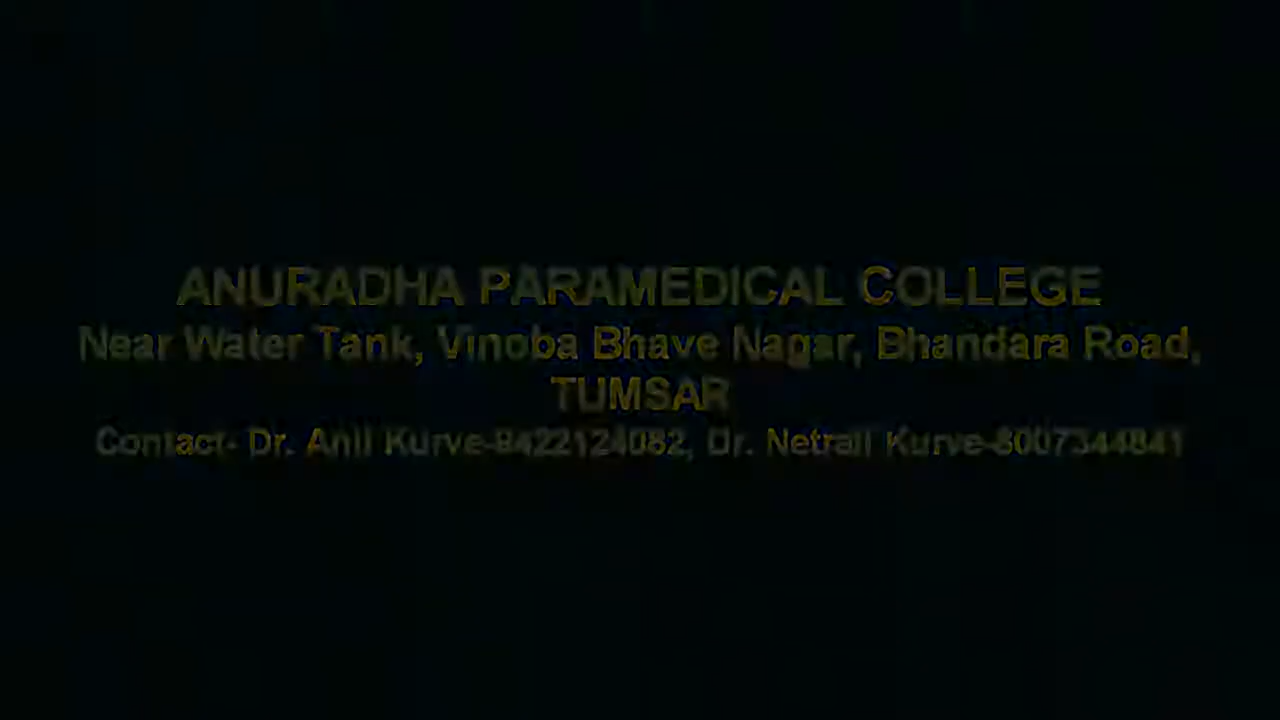 ANURADHA PARAMEDICAL COLLEGE
Near Water Tank, Vinoba Bhave Nagar, Bhandara Road,
TUMSAR
Contact- Dr. Anil Kurve-9422124082, Dr. Netrali Kurve-8007344841